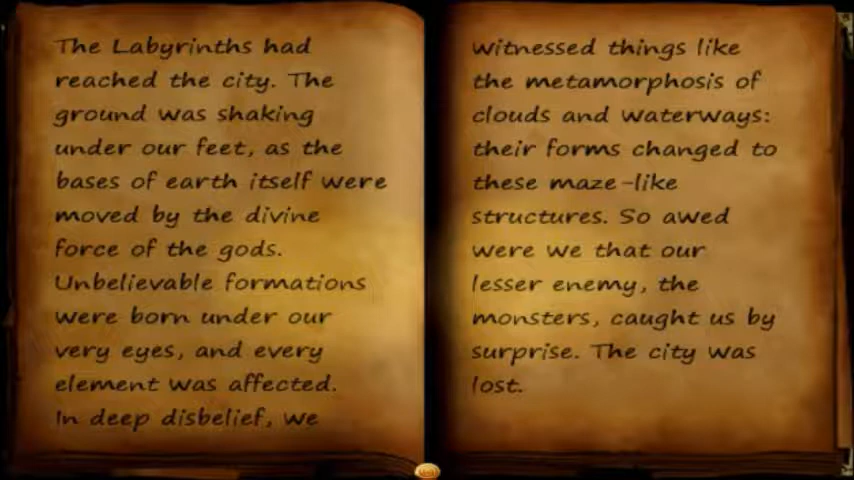 The Labyrinths had
reached the city. The
ground was shaking
under our feet, as the
bases of earth itself were
moved by the divine
force of the gods.
Unbelievable formations
were born under our
very eyes, and every
element was affected.
In deep disbelief, we
witnessed things like
the metamorphosis of
clouds and waterways:
their forms changed to
these maze-like
structures. So awed
were we that our
lesser enemy, the
monsters, caught us by
surprise. The city was
lost.